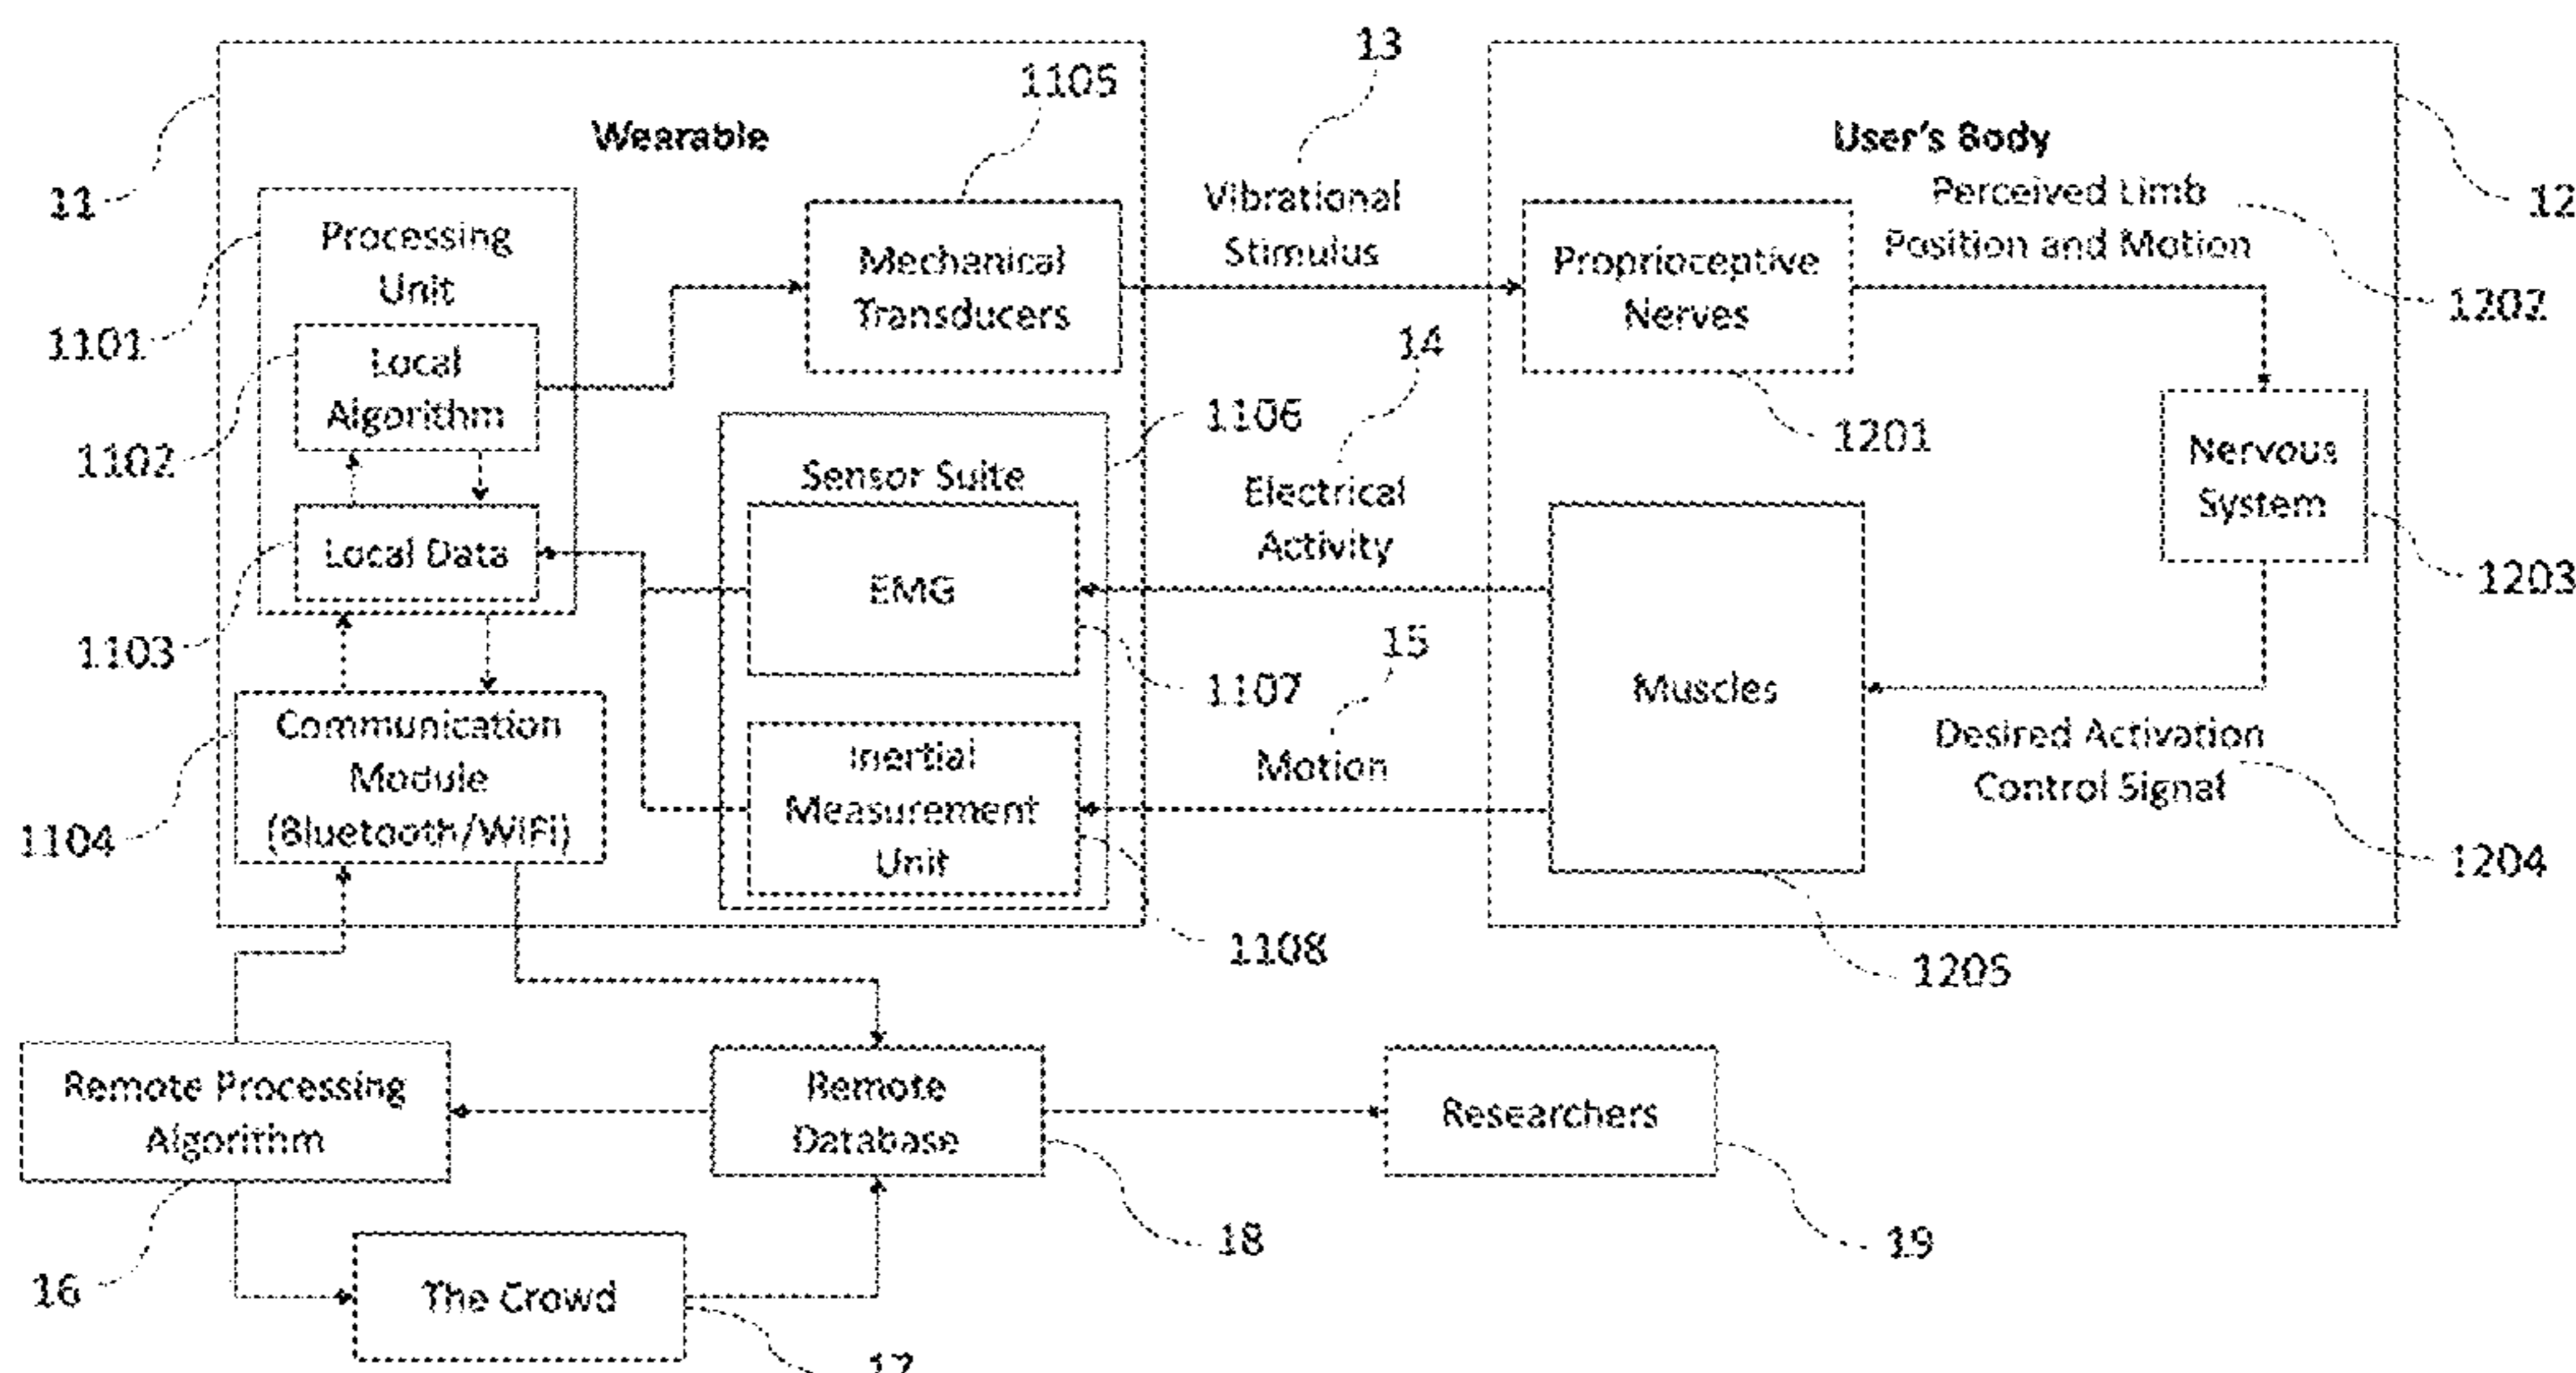 13
1105
Wearable
User's Body
11
Vibrational
Stimulus
Perceived Limb
Position and Motion
12
Processing
Unit
Mechanical
Transducers
Proprioceptive
Nerves
1202
1101
14
Local
Algorithm
1106
1201
1102
Sensor Suite
Electrical
Activity
Nervous
System
Local Data
EMG
1203
1103
15
1107
Muscles
Communication
Module
(Bluetooth/WiFi)
Inertial
Measurement
Unit
Motion
Desired Activation
Control Signal
1104
1204
1108
1205
Remote Processing
Algorithm
Remote
Database
Researchers
18
19
16
The Crowd
17